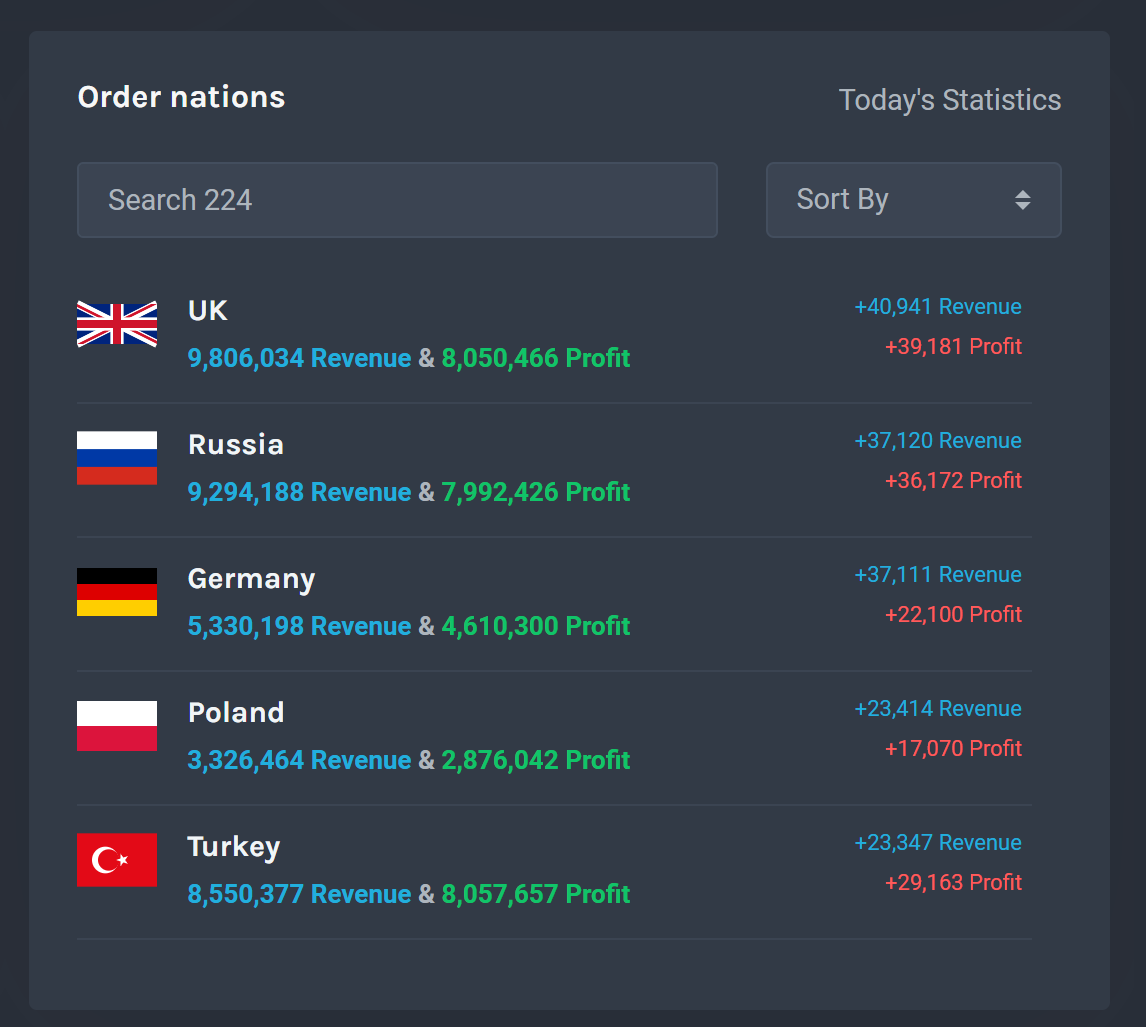 Order nations
Today's Statistics
Search 224
Sort By
UK
9,806,034 Revenue & 8,050,466 Profit
+40,941 Revenue
+39,181 Profit
Russia
9,294,188 Revenue & 7,992,426 Profit
+37,120 Revenue
+36,172 Profit
Germany
5,330,198 Revenue & 4,610,300 Profit
+37,111 Revenue
+22,100 Profit
Poland
3,326,464 Revenue & 2,876,042 Profit
+23,414 Revenue
+17,070 Profit
Turkey
8,550,377 Revenue & 8,057,657 Profit
+23,347 Revenue
+29,163 Profit